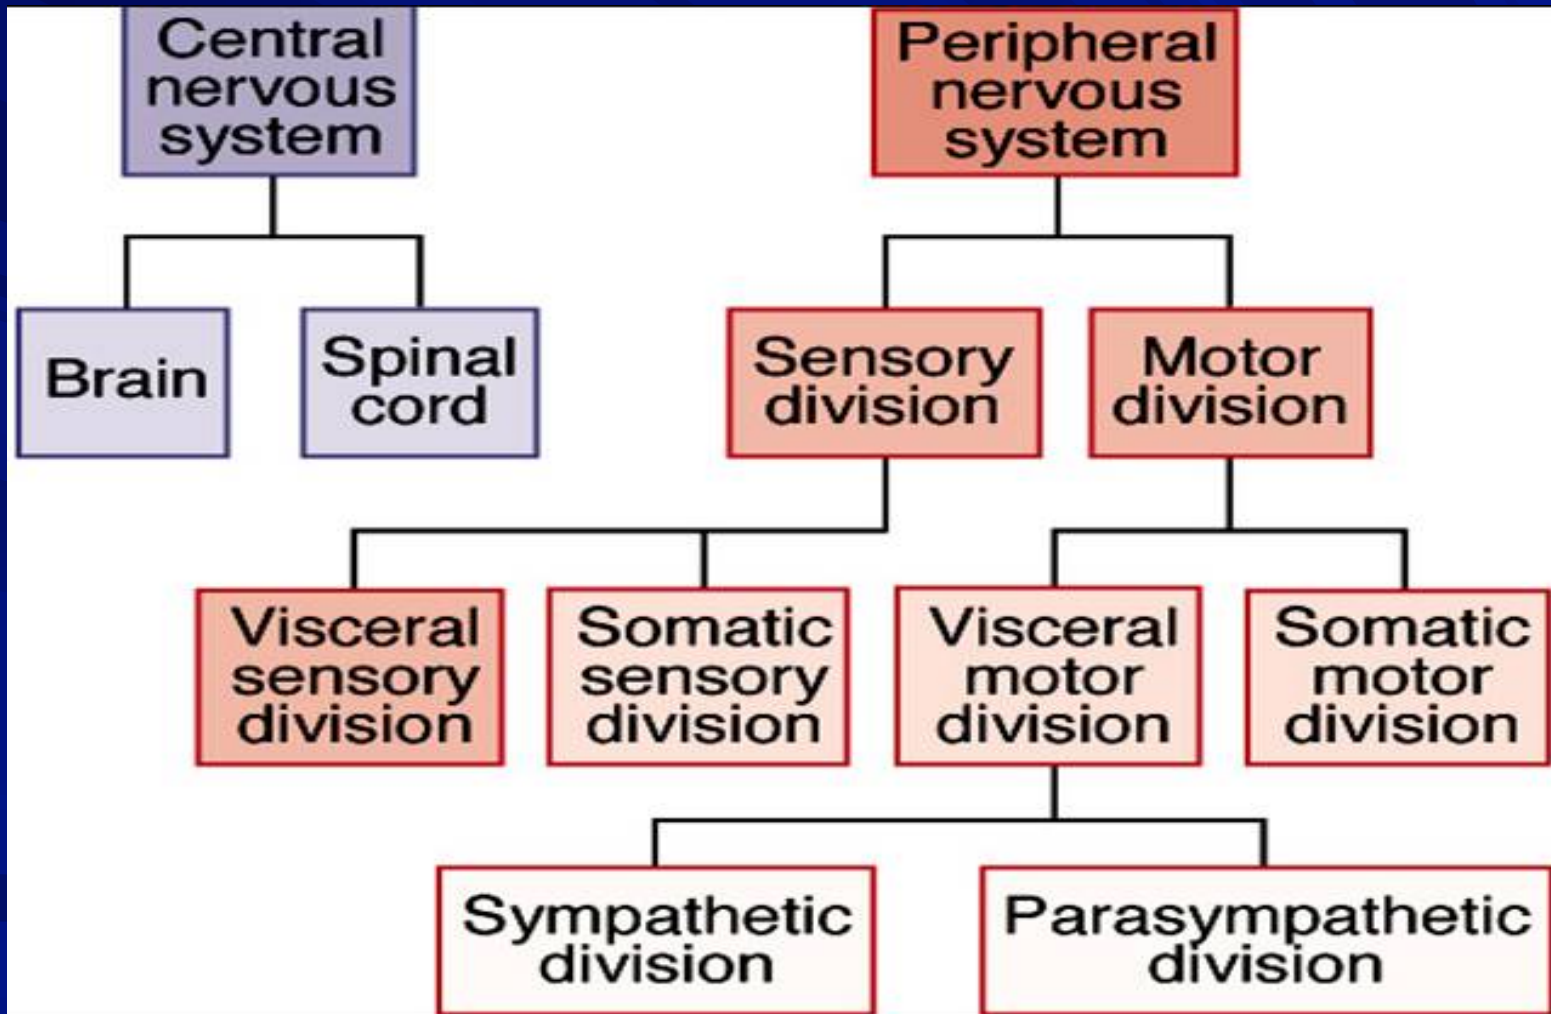 Central
nervous
system
Peripheral
nervous
system
Brain
Spinal
cord
Sensory
division
Motor
division
Visceral
sensory
division
Somatic
sensory
division
Visceral
motor
division
Somatic
motor
division
Sympathetic
division
Parasympathetic
division